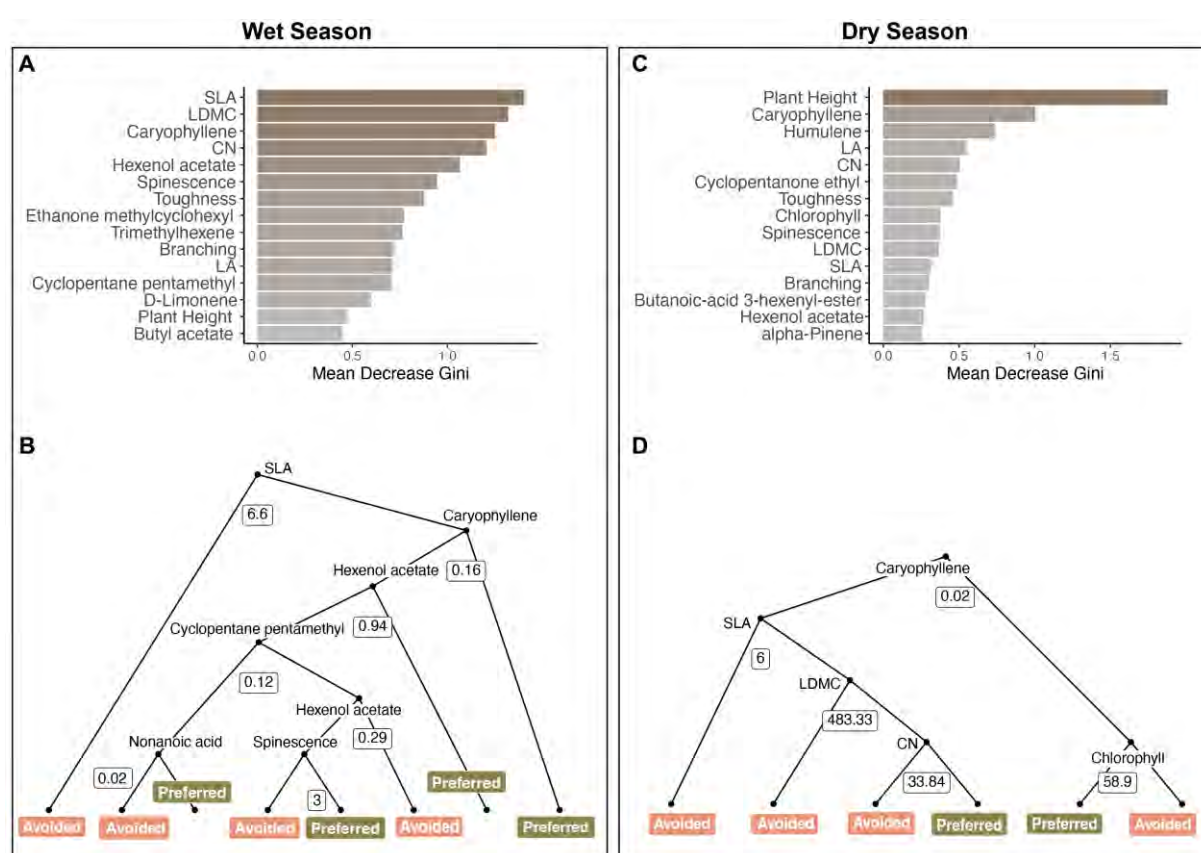 Wet Season
A
SLA
LDMC
Caryophyllene
CN
Hexenol acetate
Spinescence
Toughness
Ethanone methylcyclohexyl
Trimethylhexene
Branching
LA
Cyclopentane pentamethyl
D-Limonene
Plant Height
Butyl acetate
0.0 0.5 1.0
Mean Decrease Gini
B
SLA
6.6
Caryophyllene
Hexenol acetate
0.16
Cyclopentane pentamethyl
0.94
0.12
Hexenol acetate
Nonanoic acid
Spinescence
0.29
0.02
Preferred
3
Preferred
Avoided
Avoided
Avoided
Preferred
Avoided
Preferred
Dry Season
C
Plant Height
Caryophyllene
Humulene
LA
CN
Cyclopentanone ethyl
Toughness
Chlorophyll
Spinescence
LDMC
SLA
Branching
Butanoic-acid 3-hexenyl-ester
Hexenol acetate
alpha-Pinene
0.0 0.5 1.0 1.5
Mean Decrease Gini
D
Caryophyllene
0.02
SLA
6
LDMC
483.33
CN
Chlorophyll
33.84
58.9
Avoided
Avoided
Avoided
Preferred
Preferred
Avoided